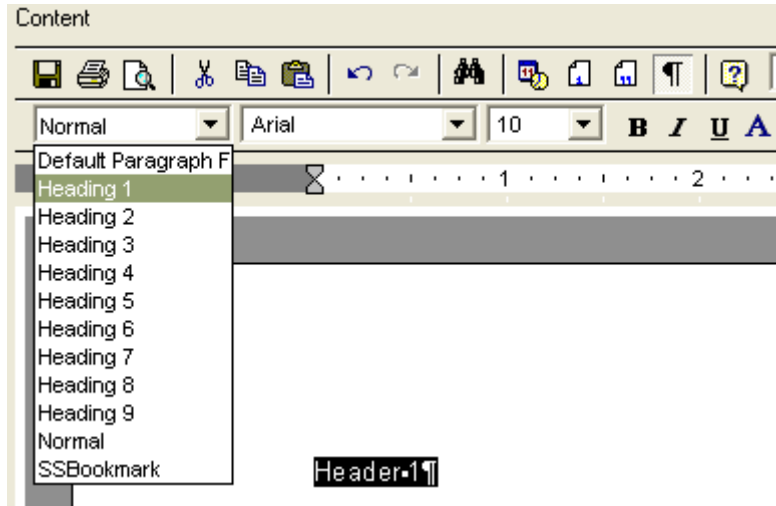 Content
Normal Arial 10 B I U A
Default Paragraph F
Heading 1
1 2
Heading 2
Heading 3
Heading 4
Heading 5
Heading 6
Heading 7
Heading 8
Heading 9
Normal
SSBookmark
Header▪1¶